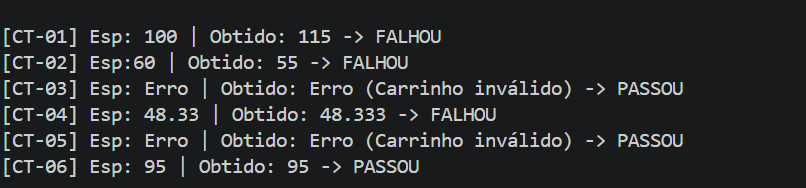 [CT-01] Esp: 100 | Obtido: 115 -> FALHOU
[CT-02] Esp:60 | Obtido: 55 -> FALHOU
[CT-03] Esp: Erro | Obtido: Erro (Carrinho inválido) -> PASSOU
[CT-04] Esp: 48.33 | Obtido: 48.333 -> FALHOU
[CT-05] Esp: Erro | Obtido: Erro (Carrinho inválido) -> PASSOU
[CT-06] Esp: 95 | Obtido: 95 -> PASSOU